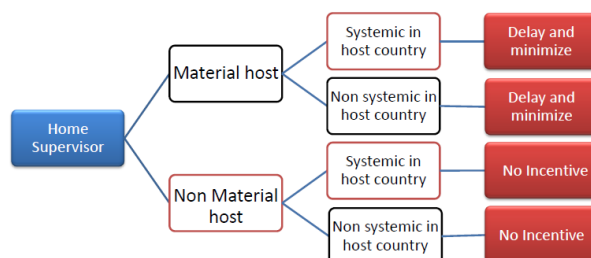 Home
Supervisor
Material host
Non Material
host
Systemic in
host country
Non systemic in
host country
Systemic in
host country
Non systemic in
host country
Delay and
minimize
Delay and
minimize
No Incentive
No Incentive